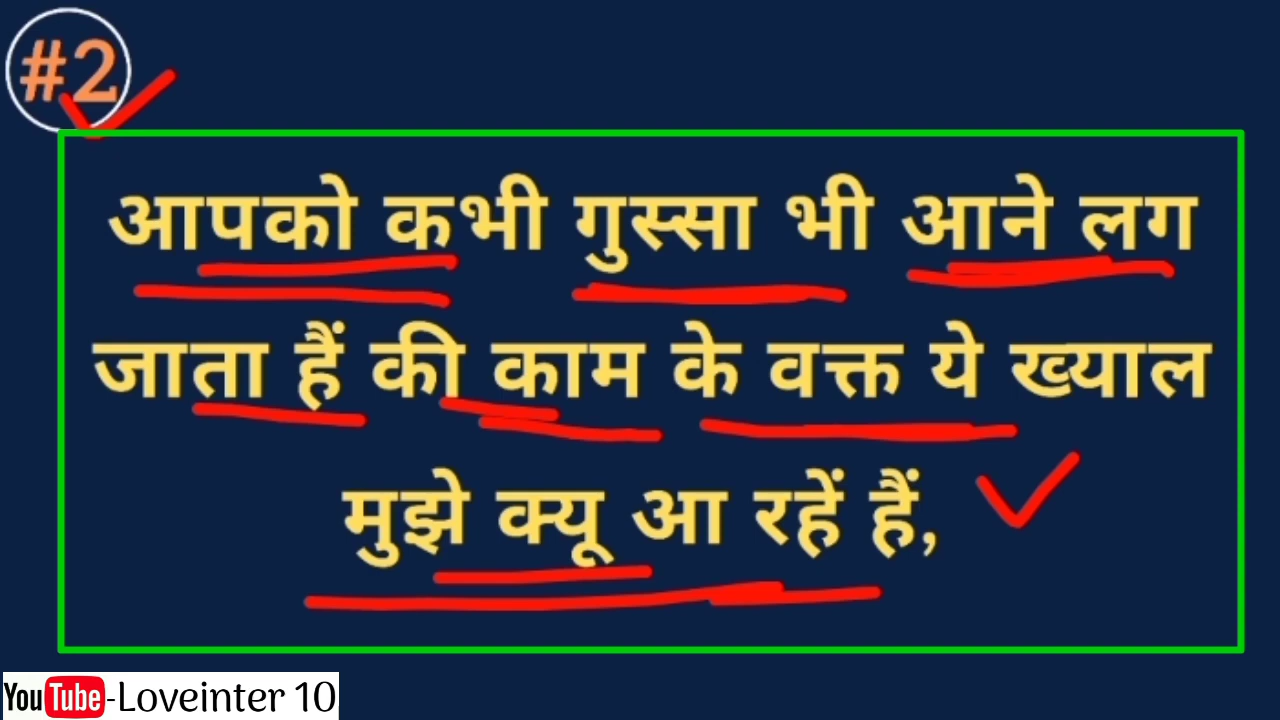 #2
आपको कभी गुस्सा भी आने लग
जाता हैं की काम के वक्त ये ख्याल
मुझे क्यू आ रहें हैं,
YouTube-Loveinter 10